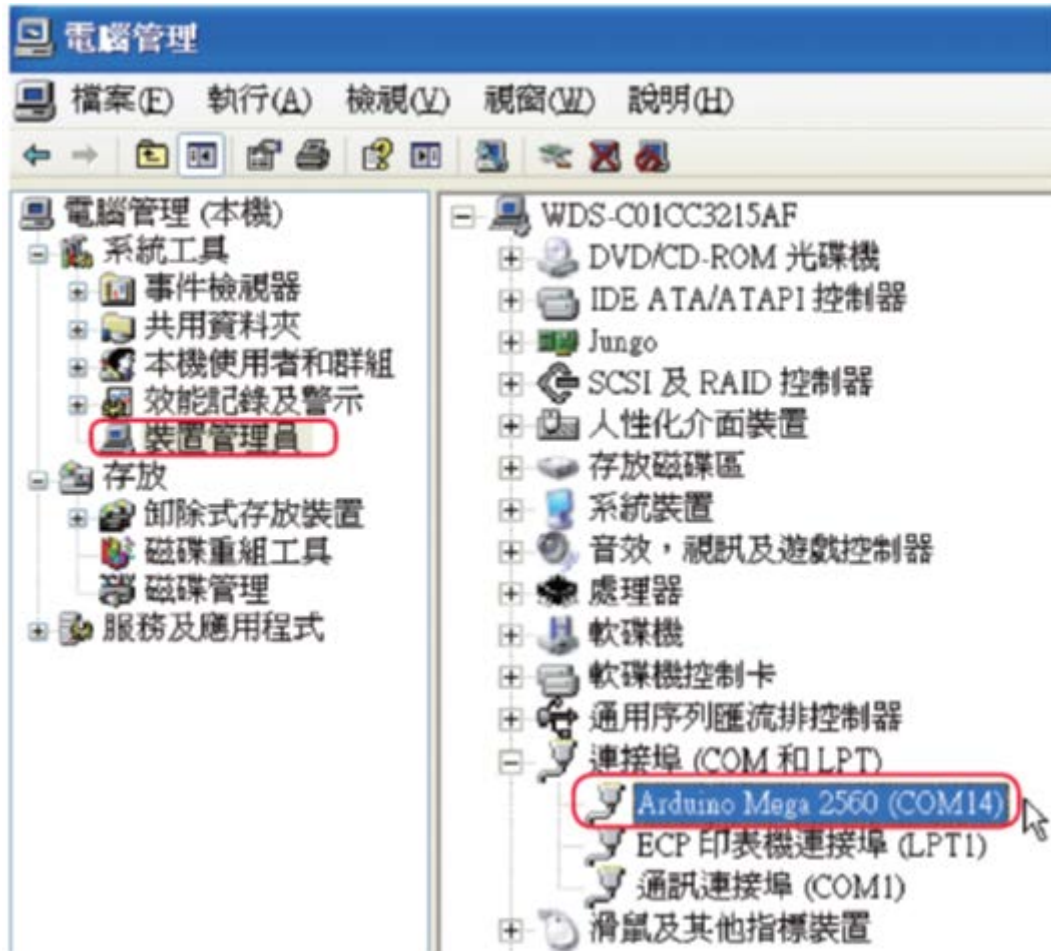 電腦管理
檔案(F) 執行(A) 檢視(V) 視窗(W) 說明(H)
電腦管理 (本機)
系統工具
事件檢視器
共用資料夾
本機使用者和群組
效能記錄及警示
裝置管理員
存放
卸除式存放裝置
磁碟重組工具
磁碟管理
服務及應用程式
WDS-C01CC3215AF
DVD/CD-ROM 光碟機
IDE ATA/ATAPI 控制器
Jungo
SCSI 及 RAID 控制器
人性化介面裝置
存放磁碟區
系統裝置
音效，視訊及遊戲控制器
處理器
軟碟機
軟碟機控制卡
通用序列匯流排控制器
連接埠 (COM 和 LPT)
Arduino Mega 2560 (COM14)
ECP 印表機連接埠 (LPT1)
通訊連接埠 (COM1)
滑鼠及其他指標裝置